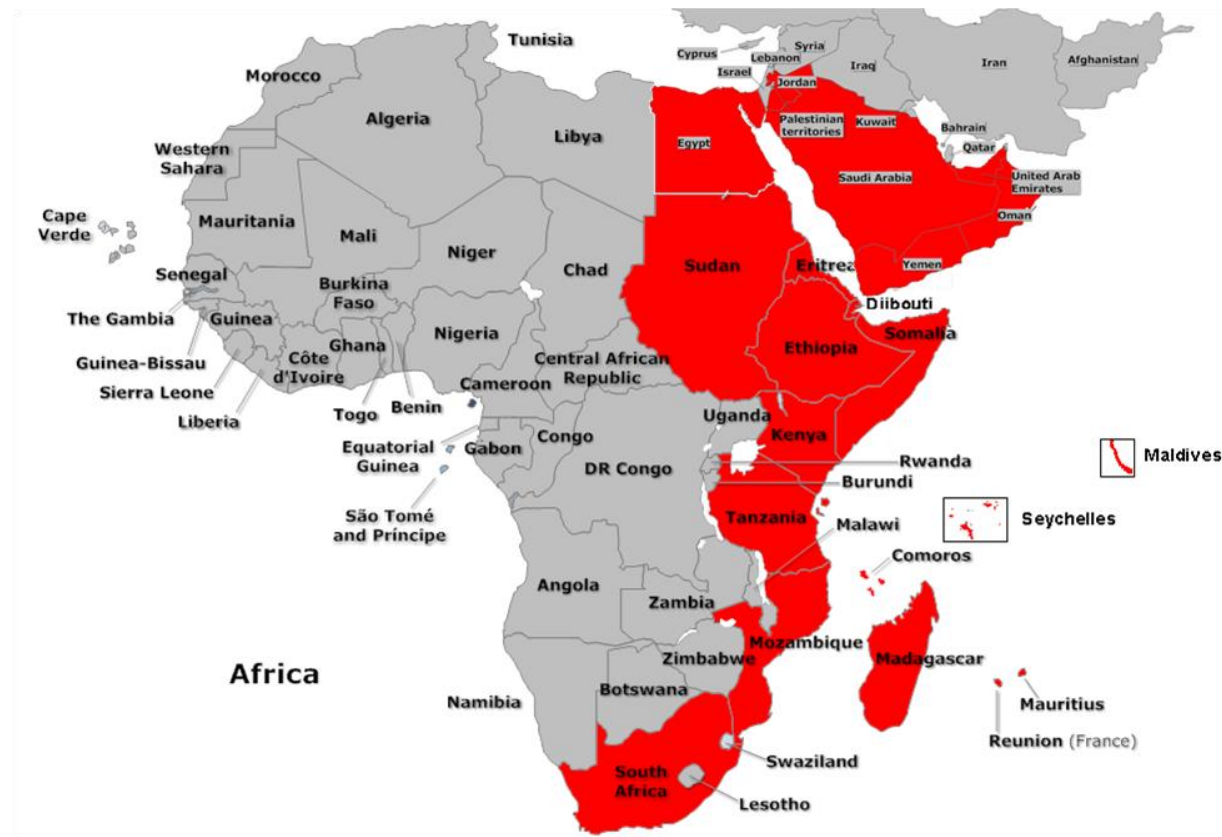 Tunisia
Cyprus
Syria
Lebanon
Israel
Iraq
Iran
Afghanistan
Morocco
Jordan
Algeria
Libya
Egypt
Palestinian
territories
Kuwait
Bahrain
Qatar
Western
Sahara
Saudi Arabia
United Arab
Emirates
Cape
Verde
Mauritania
Mali
Niger
Chad
Sudan
Eritrea
Yemen
Oman
Senegal
Burkina
Faso
Diibouti
The Gambia
Guinea
Nigeria
Ethiopia
Somalia
Guinea-Bissau
Ghana
Côte
d'Ivoire
Central African
Republic
Sierra Leone
Cameroon
Liberia
Togo
Benin
Uganda
Equatorial
Guinea
Gabon
Congo
DR Congo
Kenya
Rwanda
Maldives
Burundi
São Tomé
and Príncipe
Tanzania
Malawi
Seychelles
Comoros
Angola
Zambia
Mozambique
Zimbabwe
Madagascar
Africa
Namibia
Botswana
Mauritius
Reunion (France)
Swaziland
South
Africa
Lesotho